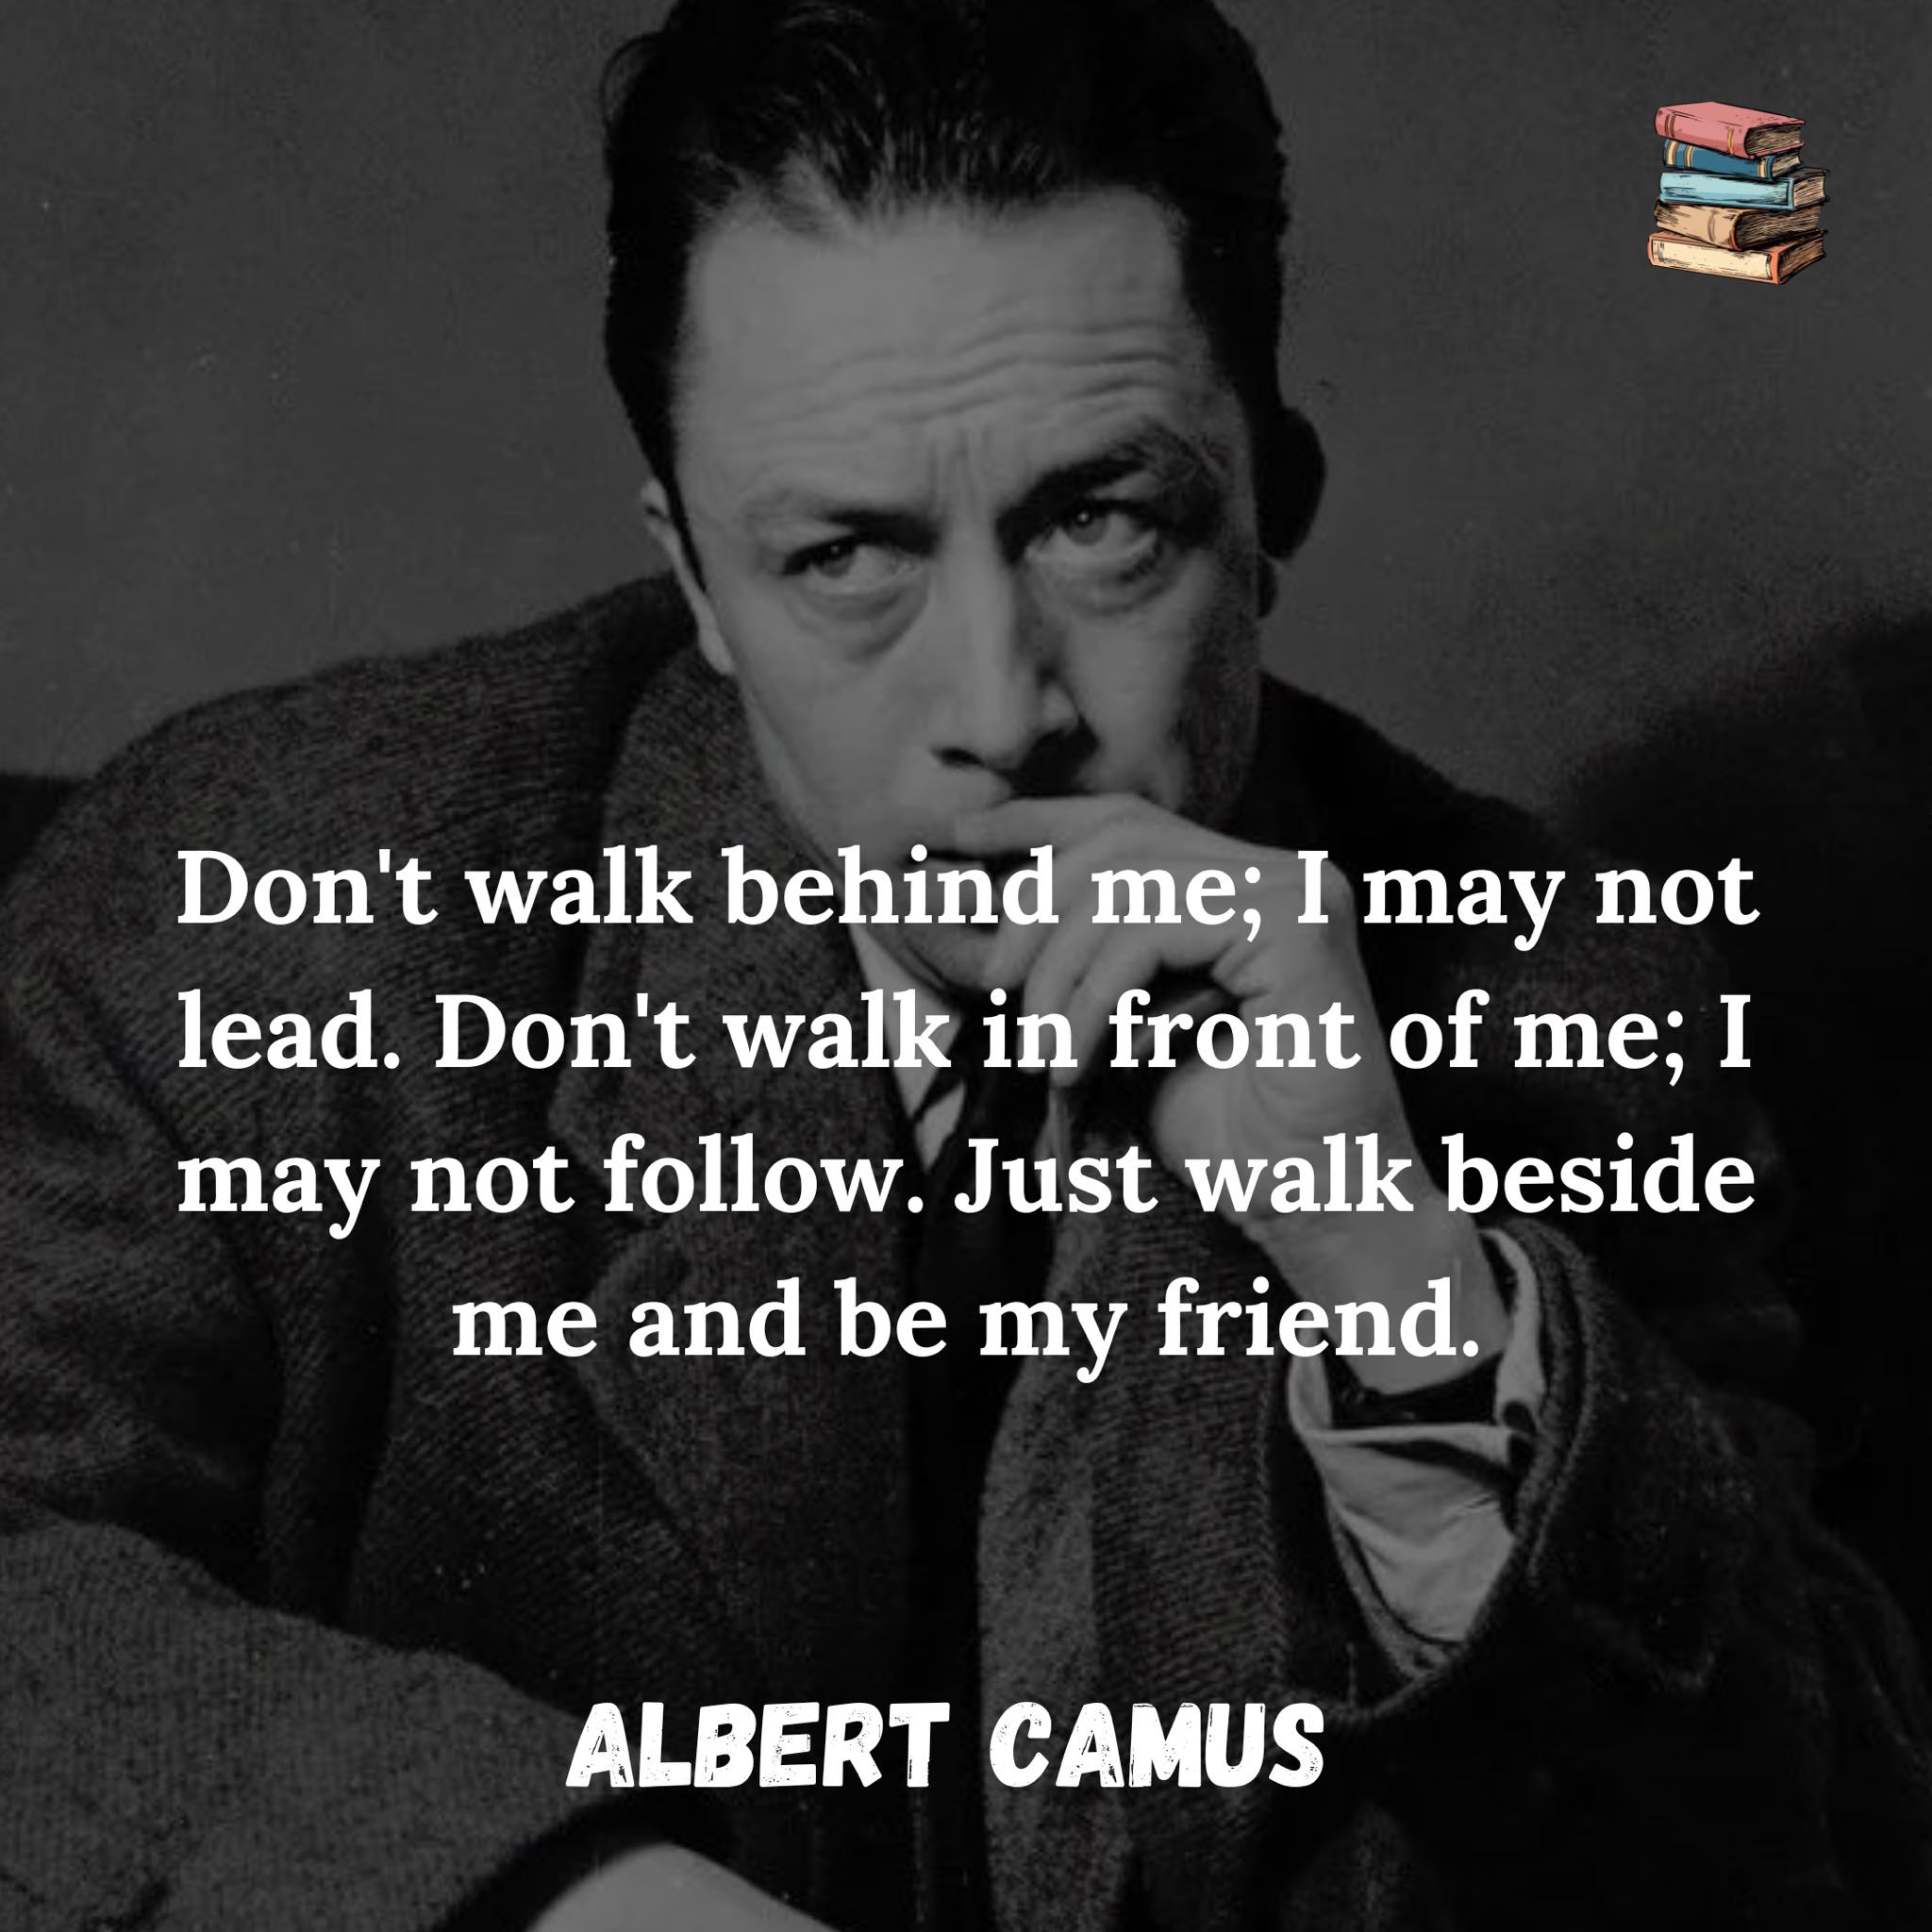 Don't walk behind me; I may not
lead. Don't walk in front of me; I
may not follow. Just walk beside
me and be my friend.
ALBERT CAMUS